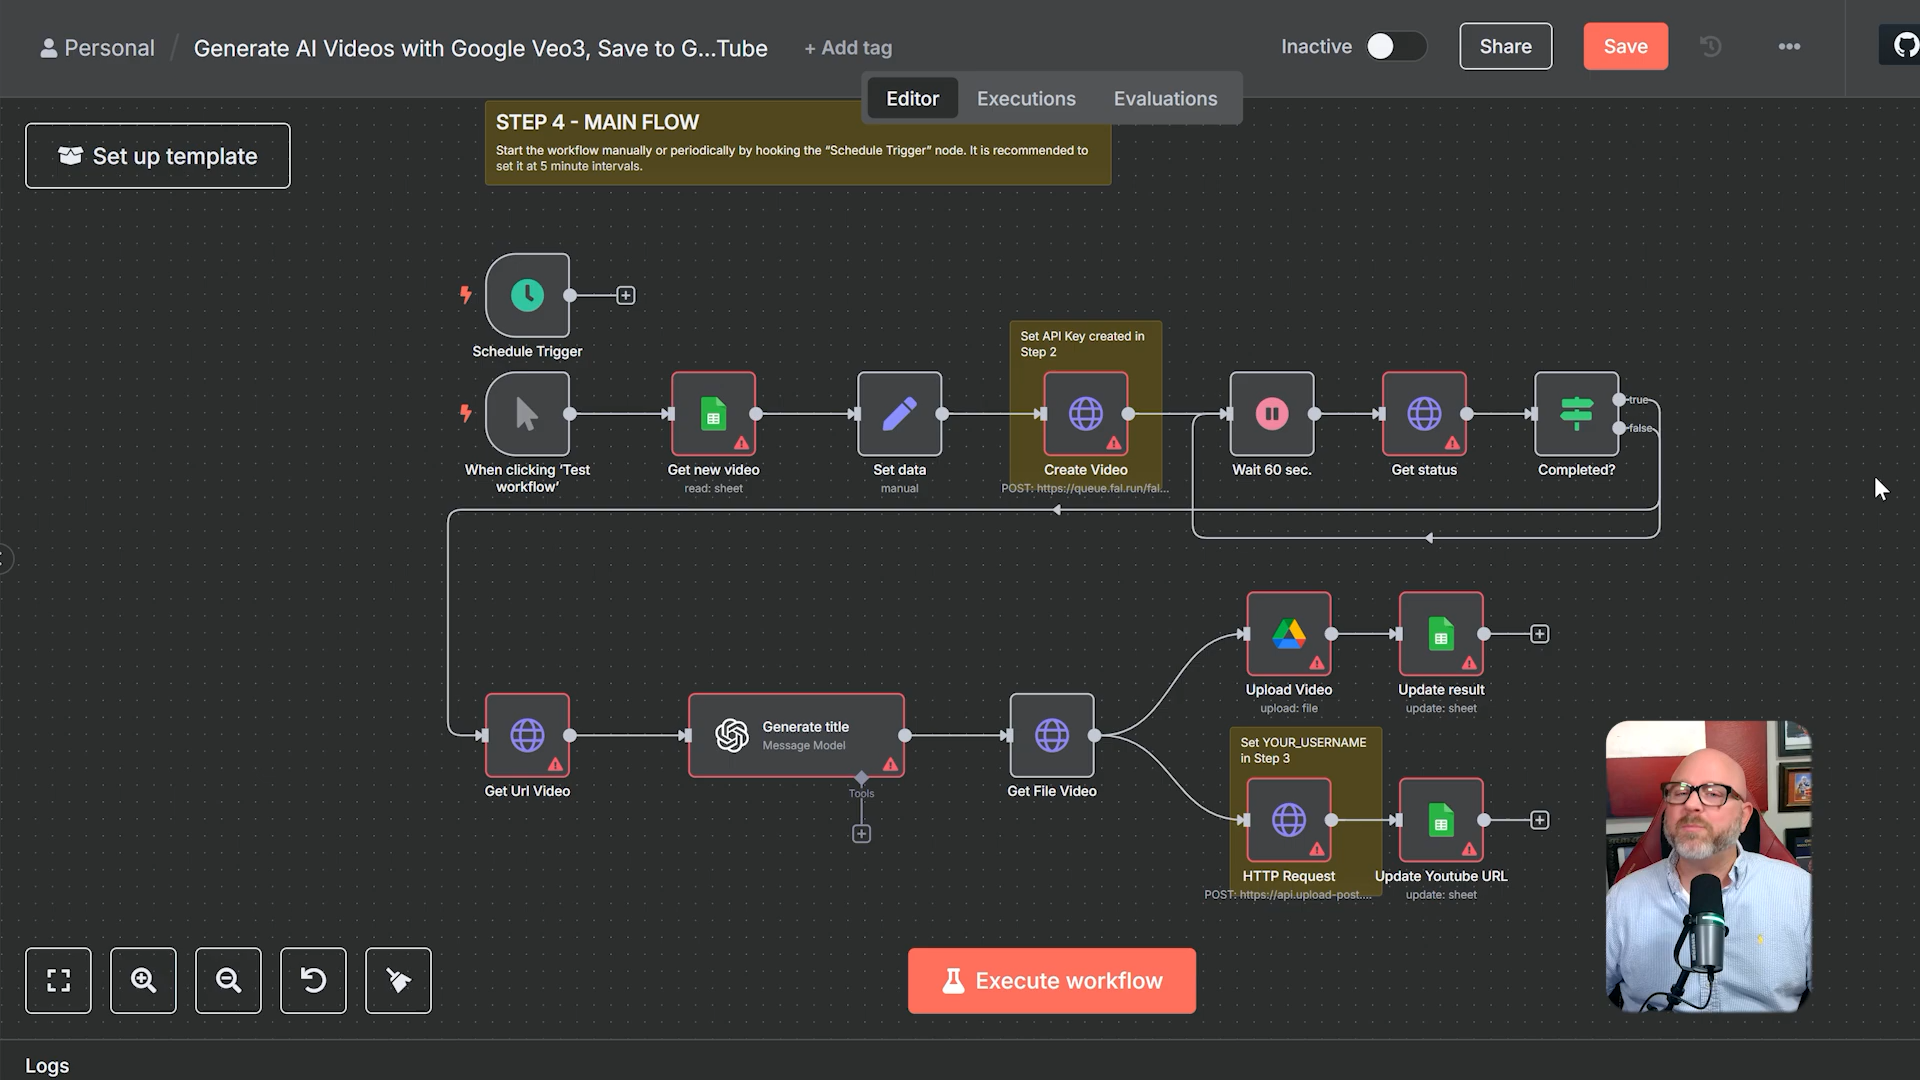 Personal / Generate AI Videos with Google Veo3, Save to G...Tube + Add tag
Inactive
Share
Save
...
Editor Executions Evaluations
Set up template
STEP 4 - MAIN FLOW
Start the workflow manually or periodically by hooking the “Schedule Trigger” node. It is recommended to
set it at 5 minute intervals.
Schedule Trigger
Set API Key created in
Step 2
When clicking ‘Test
workflow’
Get new video
read: sheet
Set data
manual
Create Video
POST: https://queue.fal.run/fal...
Wait 60 sec.
Get status
Completed?
true
false
Upload Video
upload: file
Update result
update: sheet
Get Url Video
Generate title
Message Model
Tools
Get File Video
Set YOUR_USERNAME
in Step 3
HTTP Request
POST: https://api.upload-post....
Update Youtube URL
update: sheet
Execute workflow
Logs